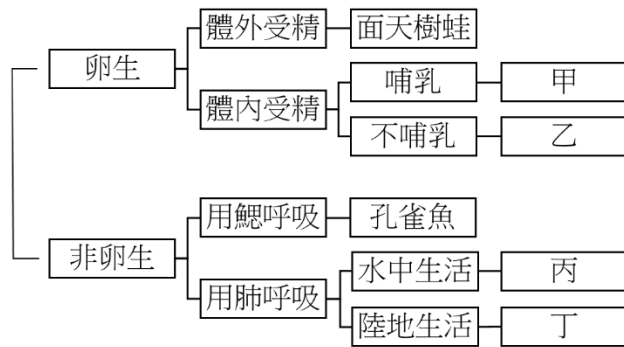 卵生
體外受精
面天樹蛙
體內受精
哺乳
甲
不哺乳
乙
非卵生
用鰓呼吸
孔雀魚
用肺呼吸
水中生活
丙
陸地生活
丁